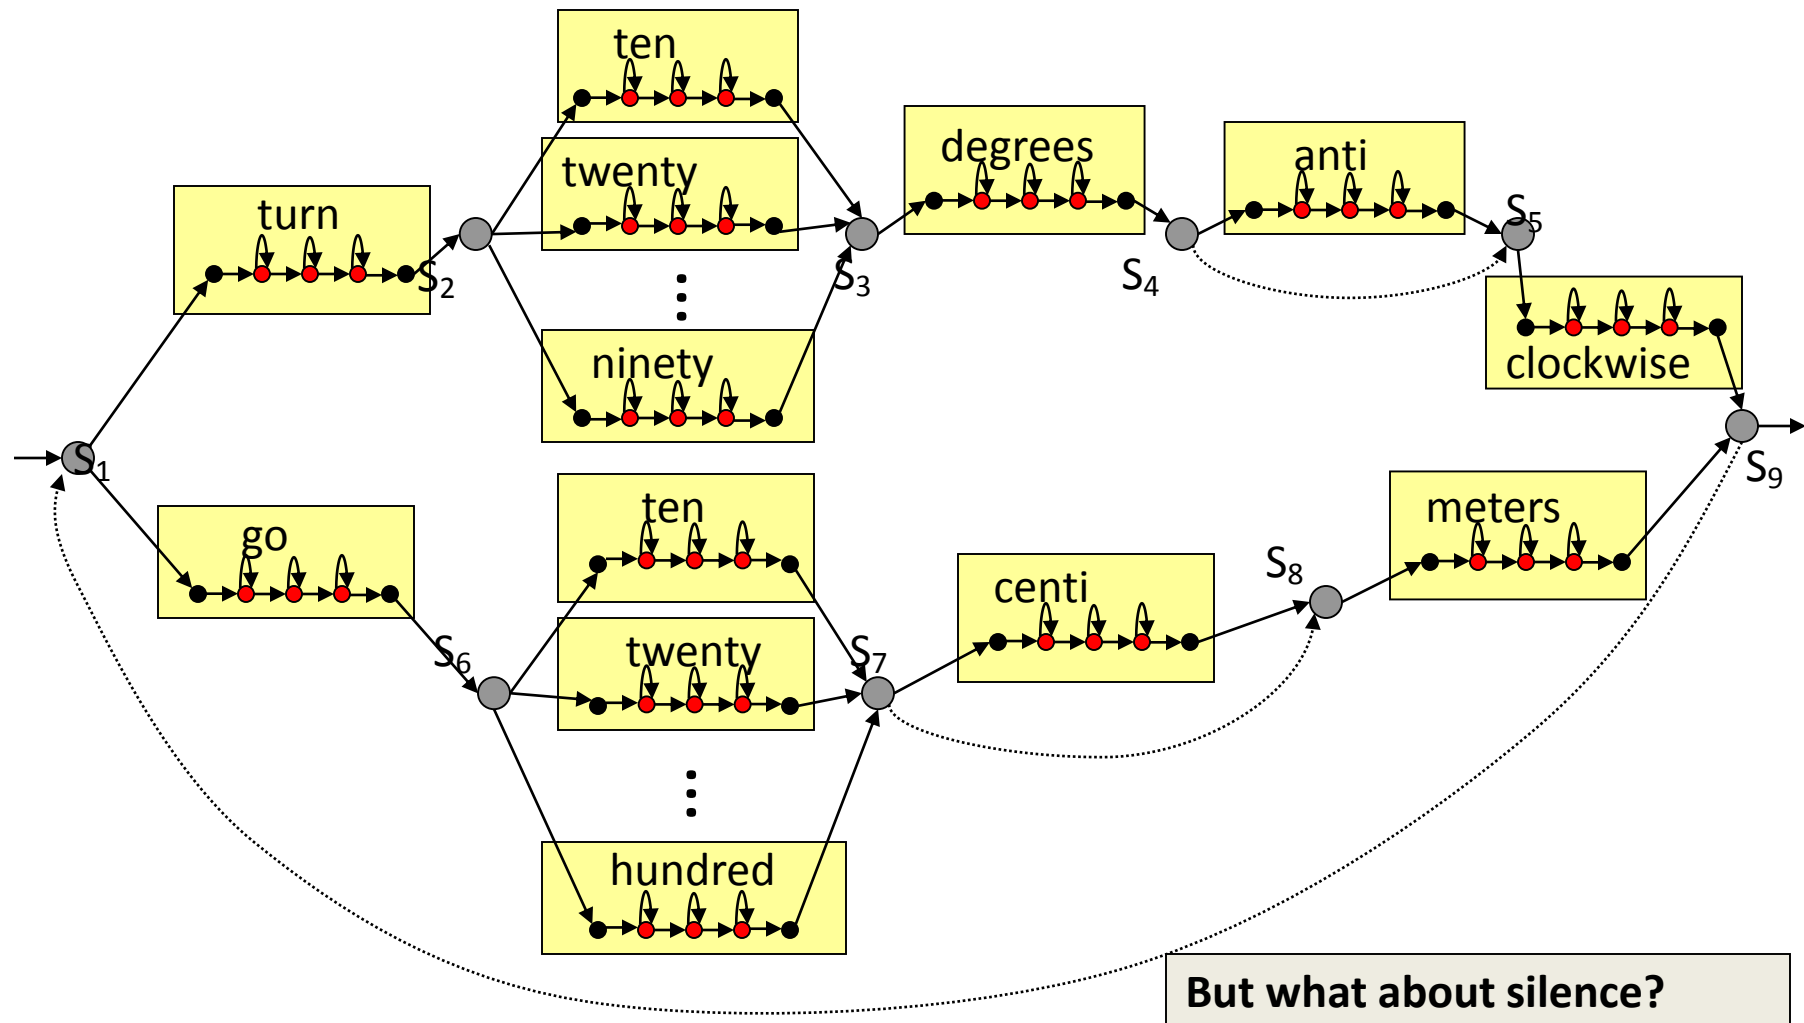 ten
twenty
⋮
ninety
turn
S₂
S₃
degrees
S₄
anti
S₅
clockwise
S₁
go
S₆
ten
twenty
⋮
hundred
S₇
centi
S₈
meters
S₉
But what about silence?